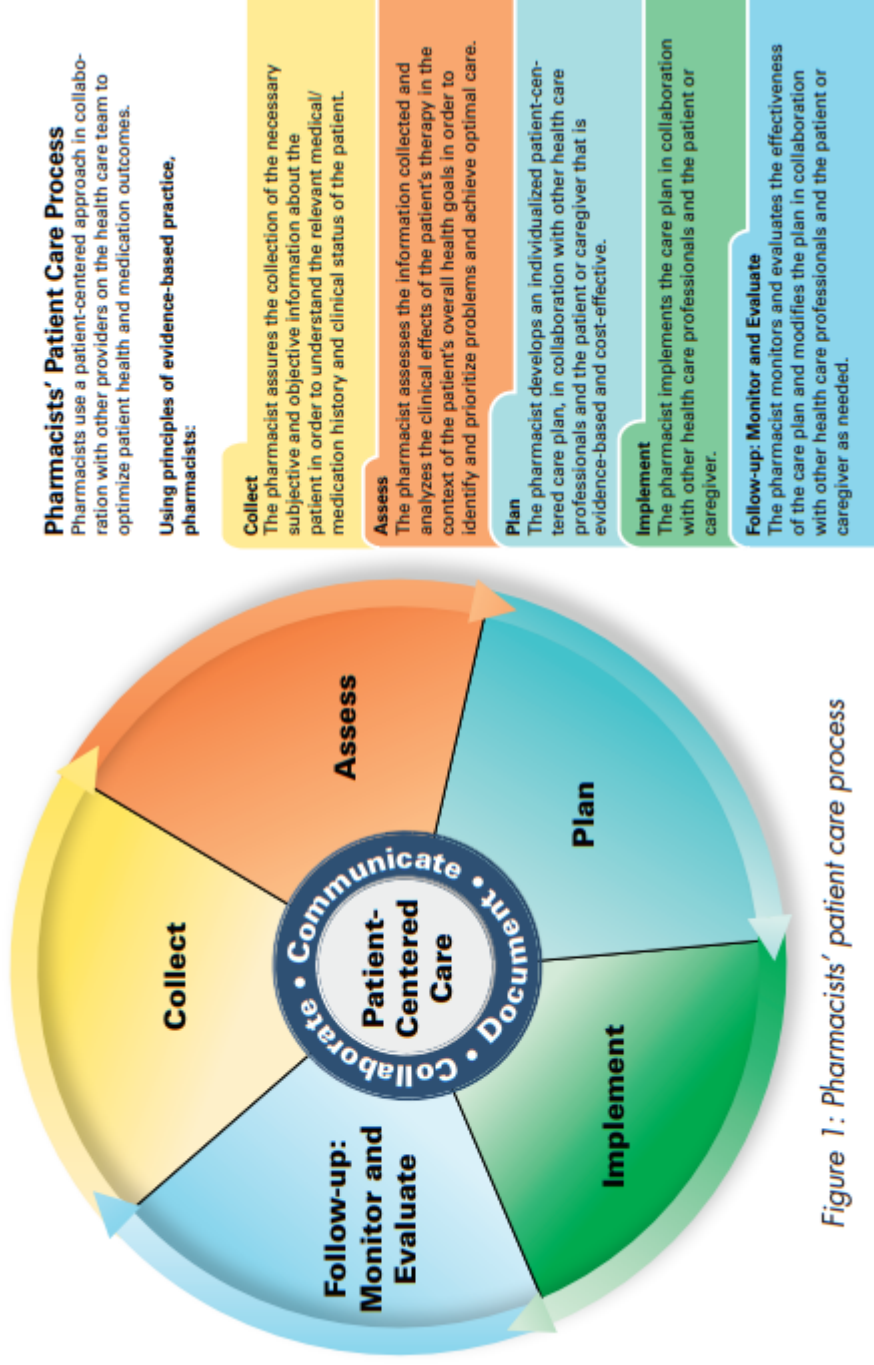 Collect
Assess
Plan
Implement
Follow-up:
Monitor and
Evaluate
Collaborate • Communicate • Document •
Patient-
Centered
Care
Pharmacists’ Patient Care Process
Pharmacists use a patient-centered approach in collabo-
ration with other providers on the health care team to
optimize patient health and medication outcomes.
Using principles of evidence-based practice,
pharmacists:
Collect
The pharmacist assures the collection of the necessary
subjective and objective information about the
patient in order to understand the relevant medical/
medication history and clinical status of the patient.
Assess
The pharmacist assesses the information collected and
analyzes the clinical effects of the patient’s therapy in the
context of the patient’s overall health goals in order to
identify and prioritize problems and achieve optimal care.
Plan
The pharmacist develops an individualized patient-cen-
tered care plan, in collaboration with other health care
professionals and the patient or caregiver that is
evidence-based and cost-effective.
Implement
The pharmacist implements the care plan in collaboration
with other health care professionals and the patient or
caregiver.
Follow-up: Monitor and Evaluate
The pharmacist monitors and evaluates the effectiveness
of the care plan and modifies the plan in collaboration
with other health care professionals and the patient or
caregiver as needed.
Figure 1: Pharmacists’ patient care process